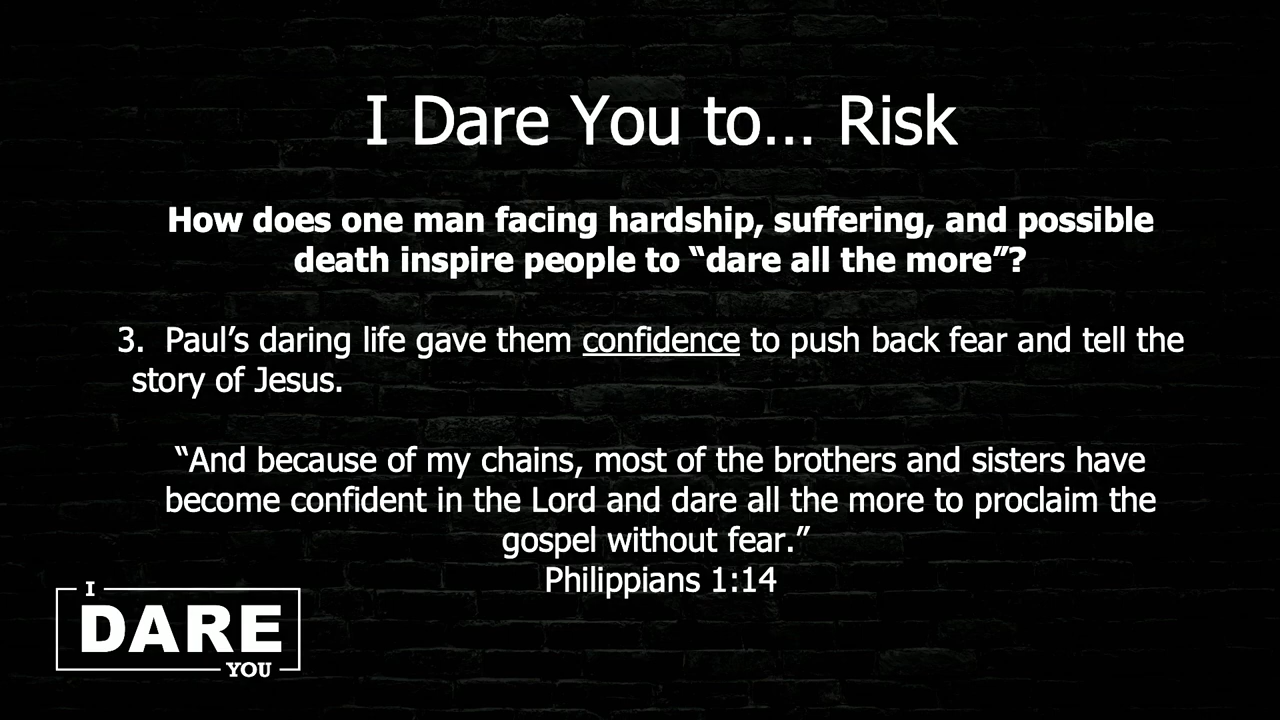 I Dare You to... Risk
How does one man facing hardship, suffering, and possible
death inspire people to “dare all the more”?
3. Paul’s daring life gave them confidence to push back fear and tell the
story of Jesus.
“And because of my chains, most of the brothers and sisters have
become confident in the Lord and dare all the more to proclaim the
gospel without fear.”
Philippians 1:14
I
DARE
YOU